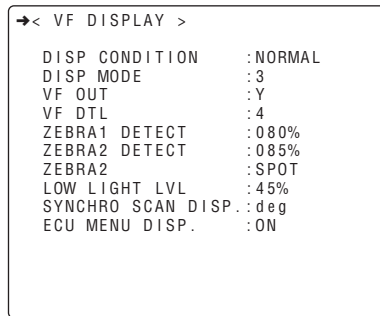 ➔< VF DISPLAY >
DISP CONDITION :NORMAL
DISP MODE :3
VF OUT :Y
VF DTL :4
ZEBRA1 DETECT :080%
ZEBRA2 DETECT :085%
ZEBRA2 :SPOT
LOW LIGHT LVL :45%
SYNCHRO SCAN DISP.:deg
ECU MENU DISP. :ON